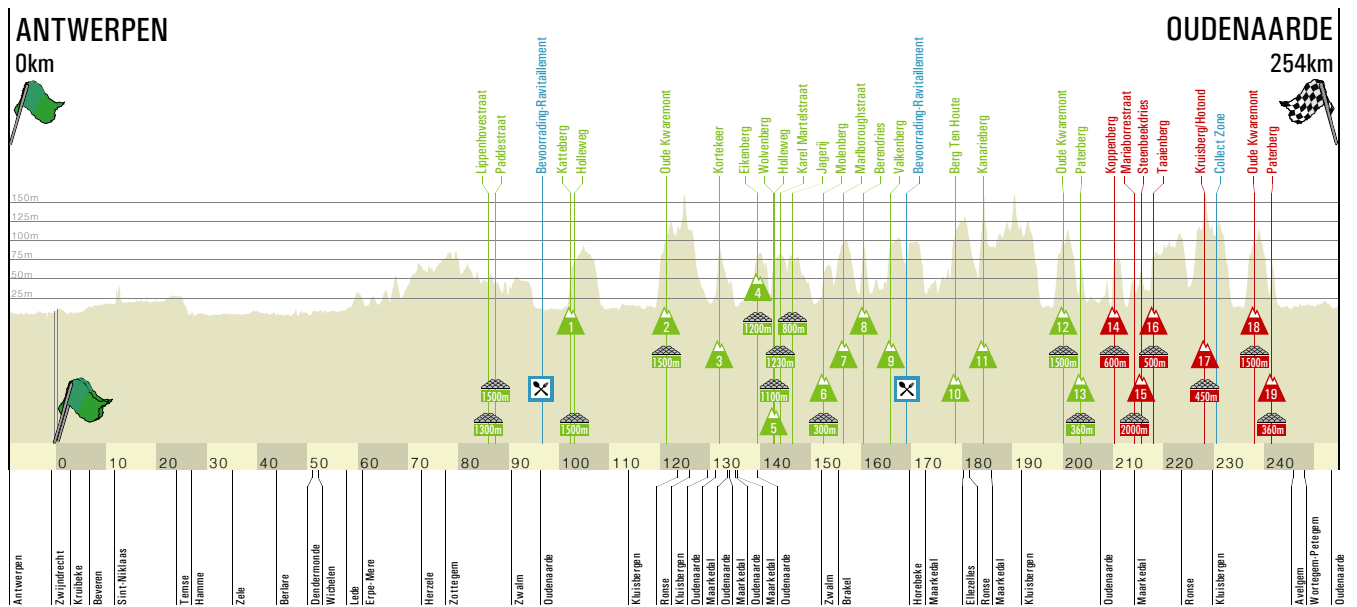 ANTWERPEN
0km
OUDENAARDE
254km
Lippenhovestraat
Paddestraat
Bevoorrading-Ravitaillement
Katteberg
Holleweg
Oude Kwaremont
Kortekeer
Eikenberg
Wolvenberg
Holleweg
Karel Martelstraat
Jagerij
Molenberg
Marlboroughstraat
Berendries
Valkenberg
Bevoorrading-Ravitaillement
Berg Ten Houte
Kanarieberg
Oude Kwaremont
Paterberg
Koppenberg
Mariaborrestraat
Steenbeekdries
Taaienberg
Kruisberg/Hotond
Collect Zone
Oude Kwaremont
Paterberg
150m
125m
100m
75m
50m
25m
4
1
2
1200m
800m
8
12
14
16
18
3
1500m
1230m
7
9
11
1500m
600m
500m
17
1500m
1500m
1100m
6
10
13
15
450m
19
1300m
1500m
5
300m
360m
2000m
360m
0 10 20 30 40 50 60 70 80 90 100 110 120 130 140 150 160 170 180 190 200 210 220 230 240
Antwerpen
Zwijndrecht
Kruibeke
Beveren
Sint-Niklaas
Temse
Hamme
Zele
Berlare
Dendermonde
Wichelen
Lede
Erpe-Mere
Herzele
Zottegem
Zwalm
Oudenaarde
Kluisbergen
Ronse
Kluisbergen
Oudenaarde
Maarkedal
Oudenaarde
Maarkedal
Oudenaarde
Maarkedal
Oudenaarde
Zwalm
Brakel
Horebeke
Maarkedal
Ellezelles
Ronse
Maarkedal
Kluisbergen
Oudenaarde
Maarkedal
Ronse
Kluisbergen
Avelgem
Wortegem-Petegem
Oudenaarde